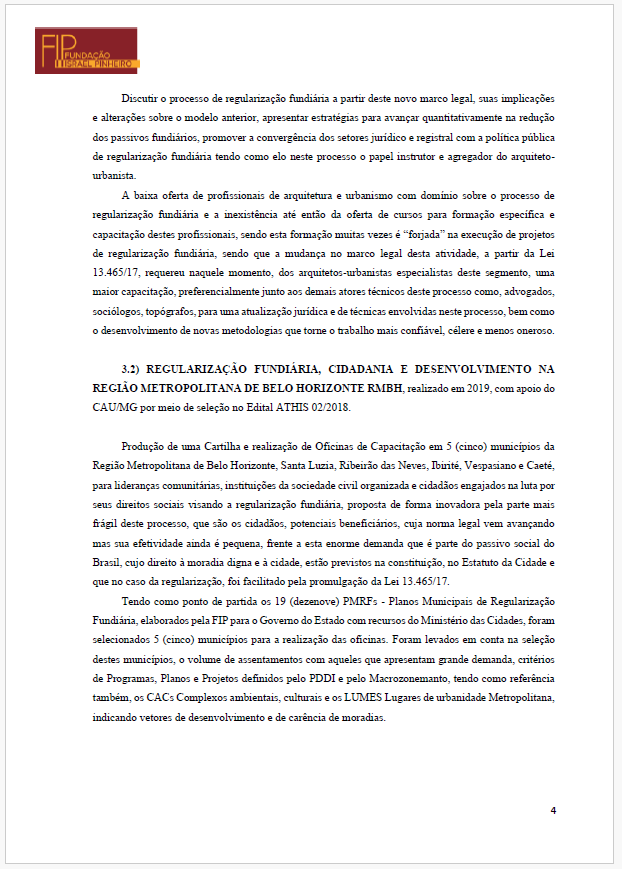 FIP
FUNDAÇÃO
ISRAEL PINHEIRO
Discutir o processo de regularização fundiária a partir deste novo marco legal, suas implicações
e alterações sobre o modelo anterior, apresentar estratégias para avançar quantitativamente na redução
dos passivos fundiários, promover a convergência dos setores jurídico e registral com a política pública
de regularização fundiária tendo como elo neste processo o papel instrutor e agregador do arquiteto-
urbanista.
A baixa oferta de profissionais de arquitetura e urbanismo com domínio sobre o processo de
regularização fundiária e a inexistência até então da oferta de cursos para formação específica e
capacitação destes profissionais, sendo esta formação muitas vezes é “forjada” na execução de projetos
de regularização fundiária, sendo que a mudança no marco legal desta atividade, a partir da Lei
13.465/17, requereu naquele momento, dos arquitetos-urbanistas especialistas deste segmento, uma
maior capacitação, preferencialmente junto aos demais atores técnicos deste processo como, advogados,
sociólogos, topógrafos, para uma atualização jurídica e de técnicas envolvidas neste processo, bem como
o desenvolvimento de novas metodologias que torne o trabalho mais confiável, célere e menos oneroso.
3.2) REGULARIZAÇÃO FUNDIÁRIA, CIDADANIA E DESENVOLVIMENTO NA
REGIÃO METROPOLITANA DE BELO HORIZONTE RMBH, realizado em 2019, com apoio do
CAU/MG por meio de seleção no Edital ATHIS 02/2018.
Produção de uma Cartilha e realização de Oficinas de Capacitação em 5 (cinco) municípios da
Região Metropolitana de Belo Horizonte, Santa Luzia, Ribeirão das Neves, Ibirité, Vespasiano e Caeté,
para lideranças comunitárias, instituições da sociedade civil organizada e cidadãos engajados na luta por
seus direitos sociais visando a regularização fundiária, proposta de forma inovadora pela parte mais
frágil deste processo, que são os cidadãos, potenciais beneficiários, cuja norma legal vem avançando
mas sua efetividade ainda é pequena, frente a esta enorme demanda que é parte do passivo social do
Brasil, cujo direito à moradia digna e à cidade, estão previstos na constituição, no Estatuto da Cidade e
que no caso da regularização, foi facilitado pela promulgação da Lei 13.465/17.
Tendo como ponto de partida os 19 (dezenove) PMRFs - Planos Municipais de Regularização
Fundiária, elaborados pela FIP para o Governo do Estado com recursos do Ministério das Cidades, foram
selecionados 5 (cinco) municípios para a realização das oficinas. Foram levados em conta na seleção
destes municípios, o volume de assentamentos com aqueles que apresentam grande demanda, critérios
de Programas, Planos e Projetos definidos pelo PDDI e pelo Macrozonemanto, tendo como referência
também, os CACs Complexos ambientais, culturais e os LUMES Lugares de urbanidade Metropolitana,
indicando vetores de desenvolvimento e de carência de moradias.
4